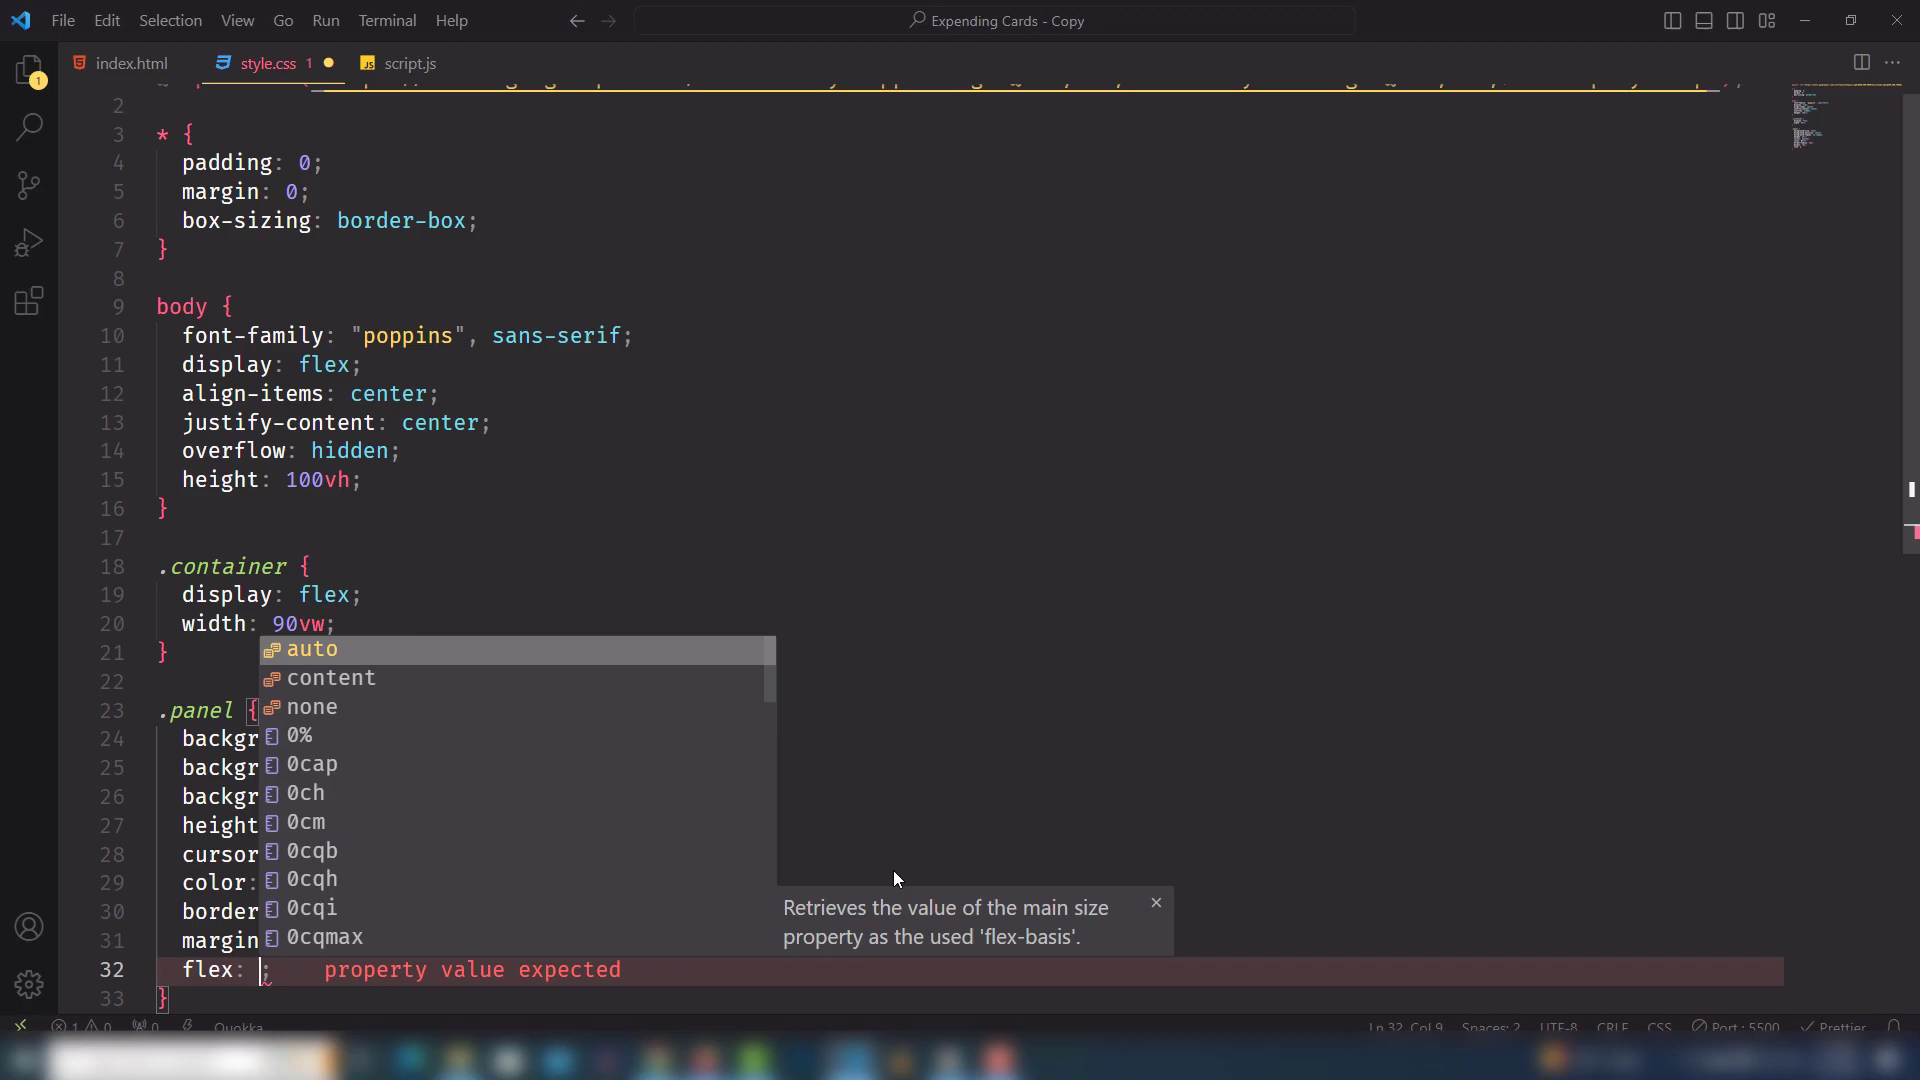 File Edit Selection View Go Run Terminal Help
Expending Cards - Copy
1
index.html
style.css 1
script.js
2
3 * {
4 padding: 0;
5 margin: 0;
6 box-sizing: border-box;
7 }
8
9 body {
10 font-family: "poppins", sans-serif;
11 display: flex;
12 align-items: center;
13 justify-content: center;
14 overflow: hidden;
15 height: 100vh;
16 }
17
18 .container {
19 display: flex;
20 width: 90vw;
21 }
22
23 .panel {
24 backgr
25 backgr
26 backgr
27 height
28 cursor
29 color:
30 border
31 margin
32 flex: ; property value expected
33 }
auto
content
none
0%
0cap
0ch
0cm
0cqb
0cqh
0cqi
0cqmax
Retrieves the value of the main size
property as the used 'flex-basis'.
1 0 0 Quokka Ln 32, Col 9 Spaces: 2 UTF-8 CRLF CSS Port : 5500 Prettier